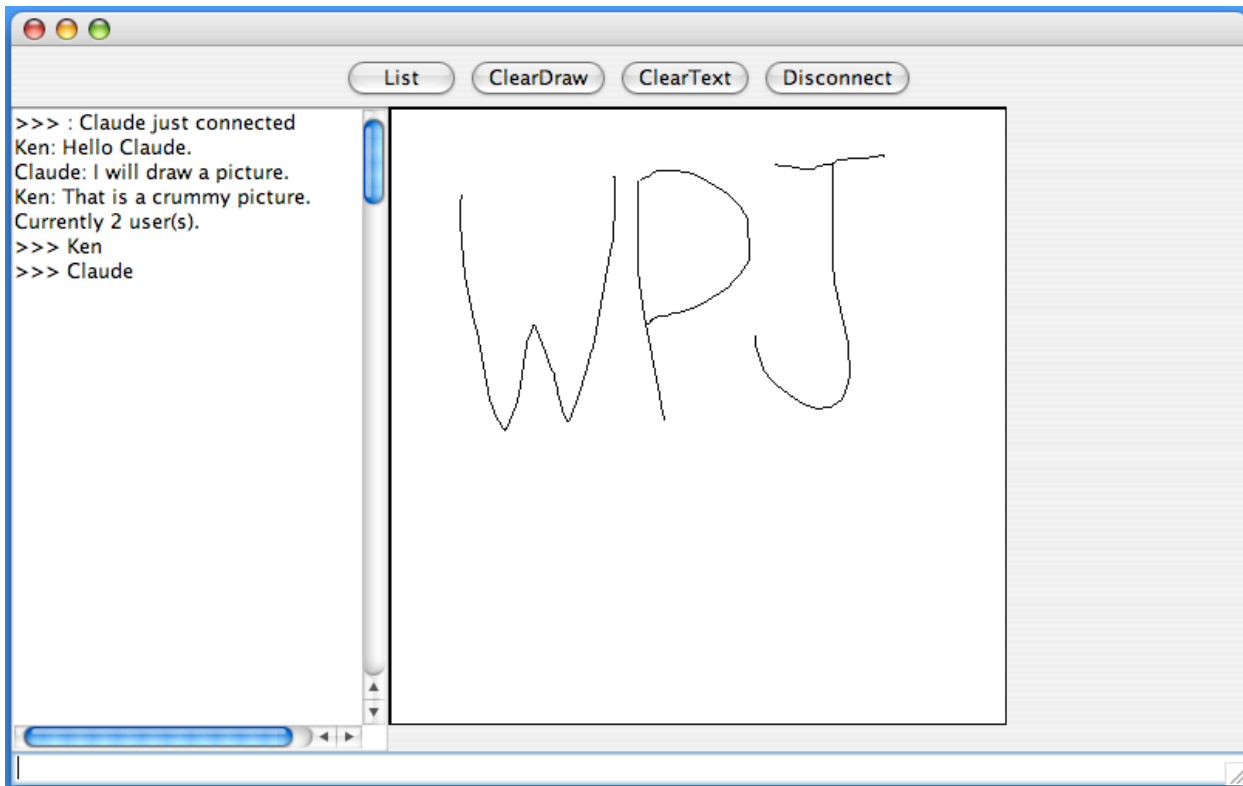 List ClearDraw ClearText Disconnect
>>> : Claude just connected
Ken: Hello Claude.
Claude: I will draw a picture.
Ken: That is a crummy picture.
Currently 2 user(s).
>>> Ken
>>> Claude
WPJ